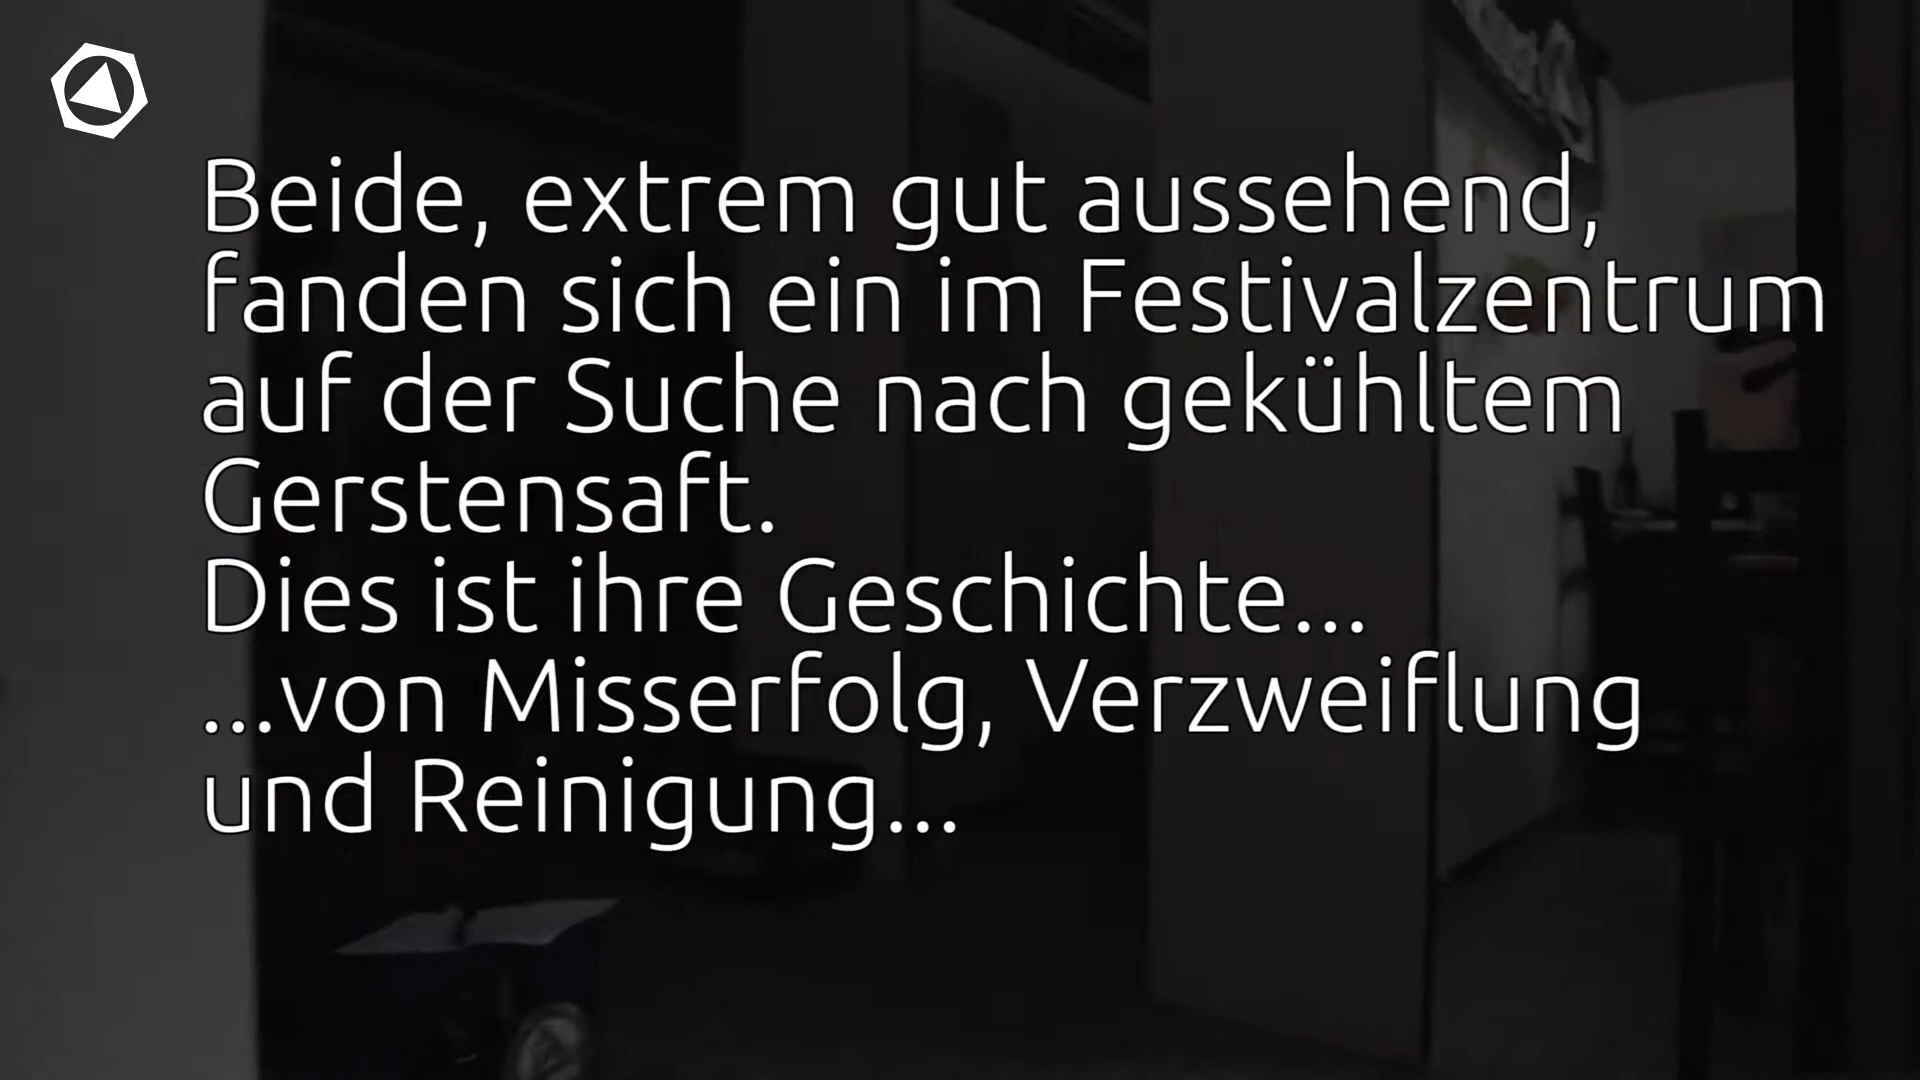 Beide, extrem gut aussehend,
fanden sich ein im Festivalzentrum
auf der Suche nach gekühltem
Gerstensaft.
Dies ist ihre Geschichte...
...von Misserfolg, Verzweiflung
und Reinigung...